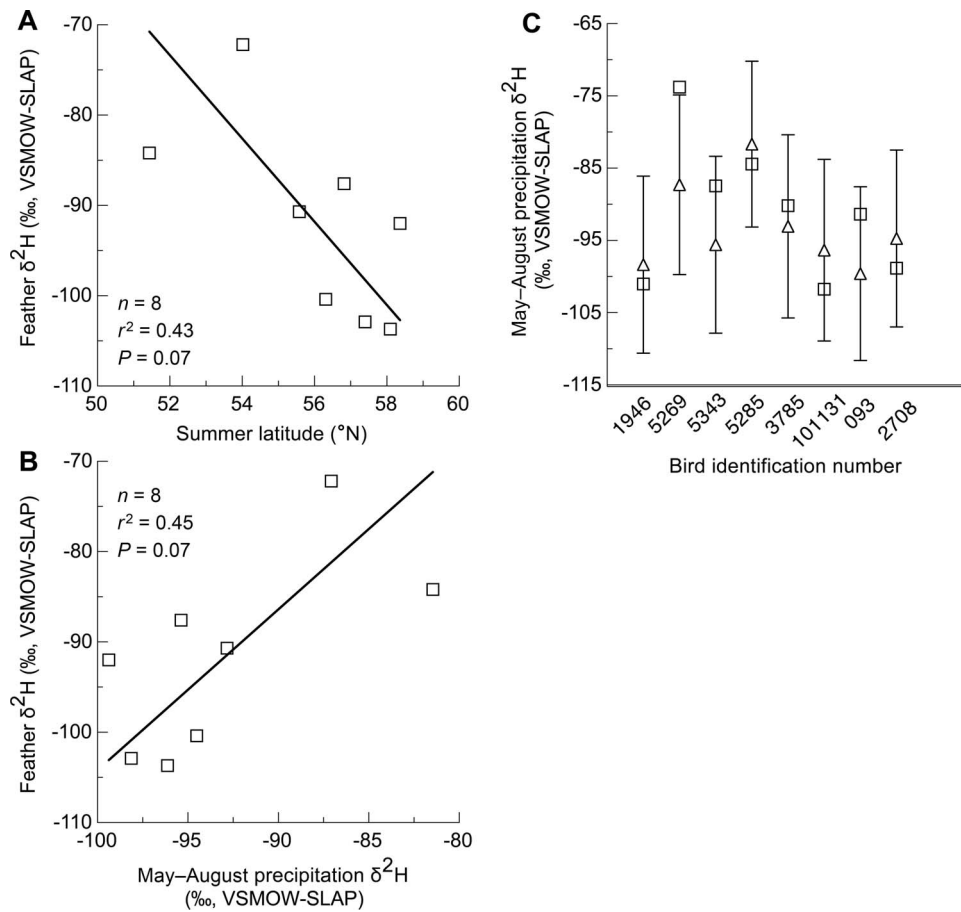 A
Feather δ²H (‰, VSMOW-SLAP)
-70
-80
-90
-100
-110
n = 8
r² = 0.43
P = 0.07
50 52 54 56 58 60
Summer latitude (°N)
B
Feather δ²H (‰, VSMOW-SLAP)
-70
-80
-90
-100
-110
n = 8
r² = 0.45
P = 0.07
-100 -95 -90 -85 -80
May–August precipitation δ²H
(‰, VSMOW-SLAP)
C
May–August precipitation δ²H
(‰, VSMOW-SLAP)
-65
-75
-85
-95
-105
-115
1946 5269 5343 5285 3785 101131 093 2708
Bird identification number